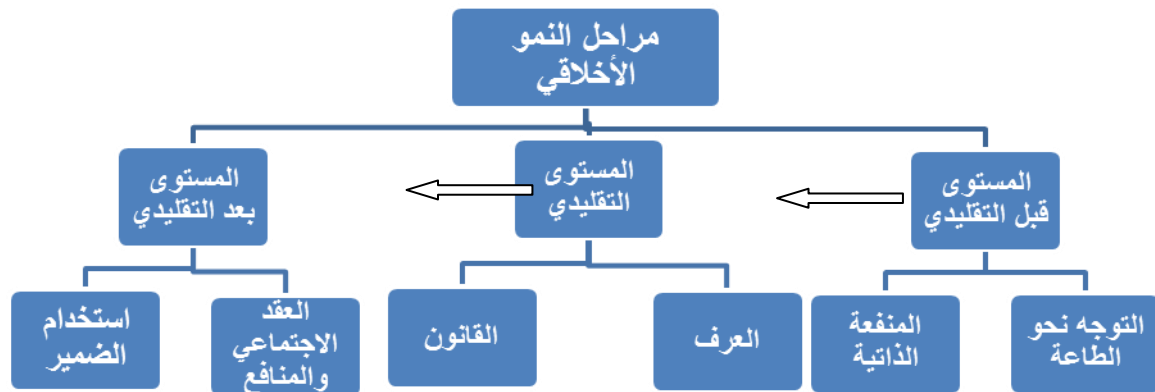 مراحل النمو
الأخلاقي
المستوى
قبل التقليدي
المستوى
التقليدي
المستوى
بعد التقليدي
التوجه نحو
الطاعة
المنفعة
الذاتية
العرف
القانون
العقد
الاجتماعي
والمنافع
استخدام
الضمير